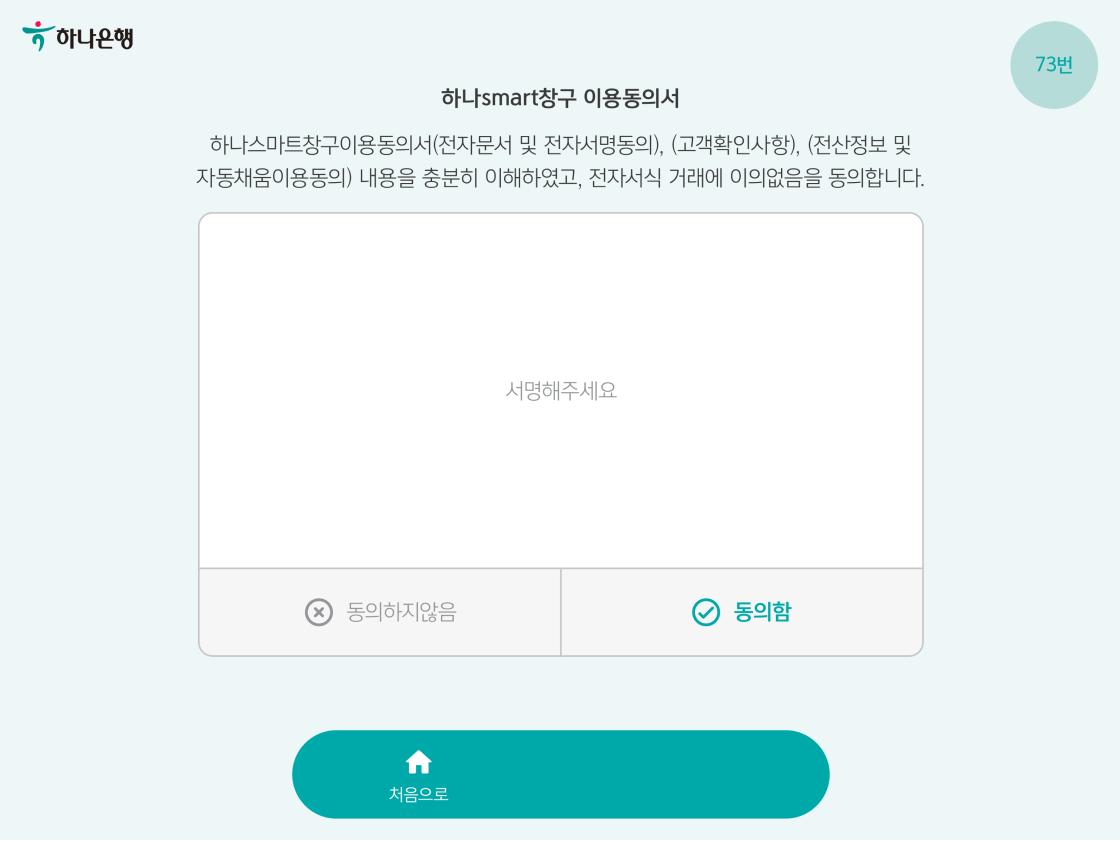 하나은행
73번
하나smart창구 이용동의서
하나스마트창구이용동의서(전자문서 및 전자서명동의), (고객확인사항), (전산정보 및
자동채움이용동의) 내용을 충분히 이해하였고, 전자서식 거래에 이의없음을 동의합니다.
서명해주세요
동의하지않음
동의함
처음으로